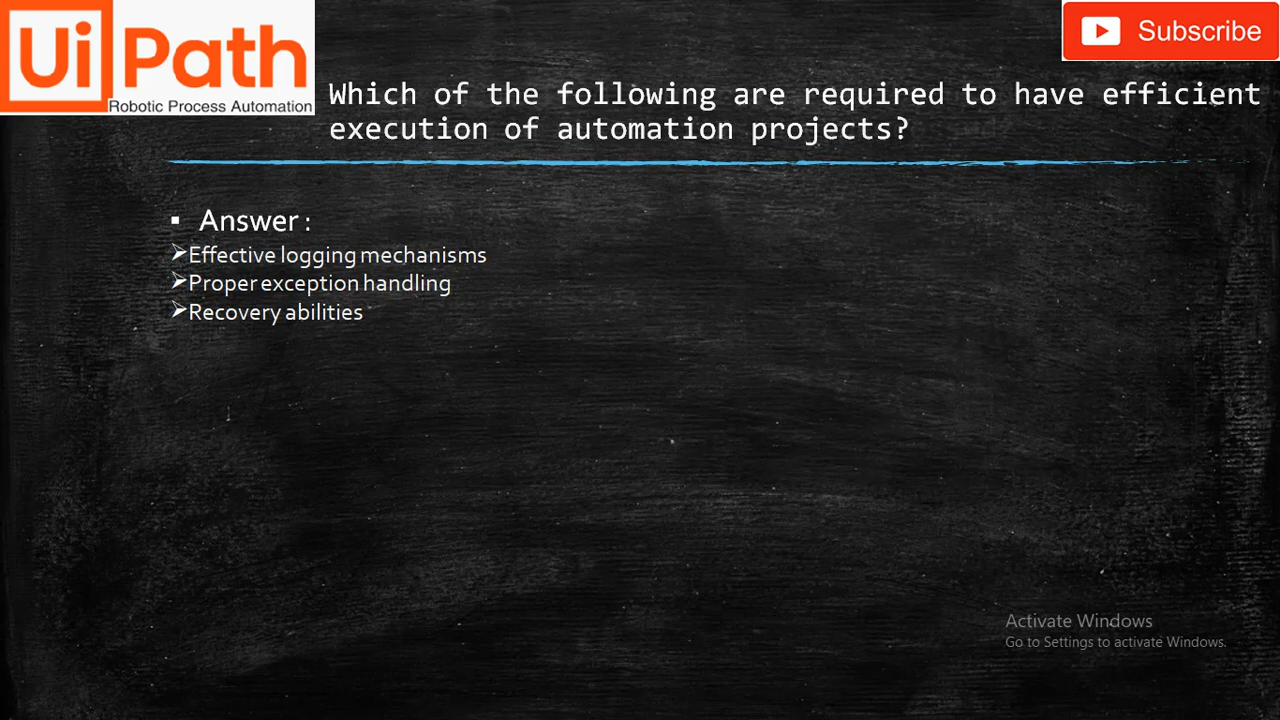 UiPath
Robotic Process Automation
Subscribe
Which of the following are required to have efficient
execution of automation projects?
▪ Answer :
➢Effective logging mechanisms
➢Proper exception handling
➢Recovery abilities
Activate Windows
Go to Settings to activate Windows.